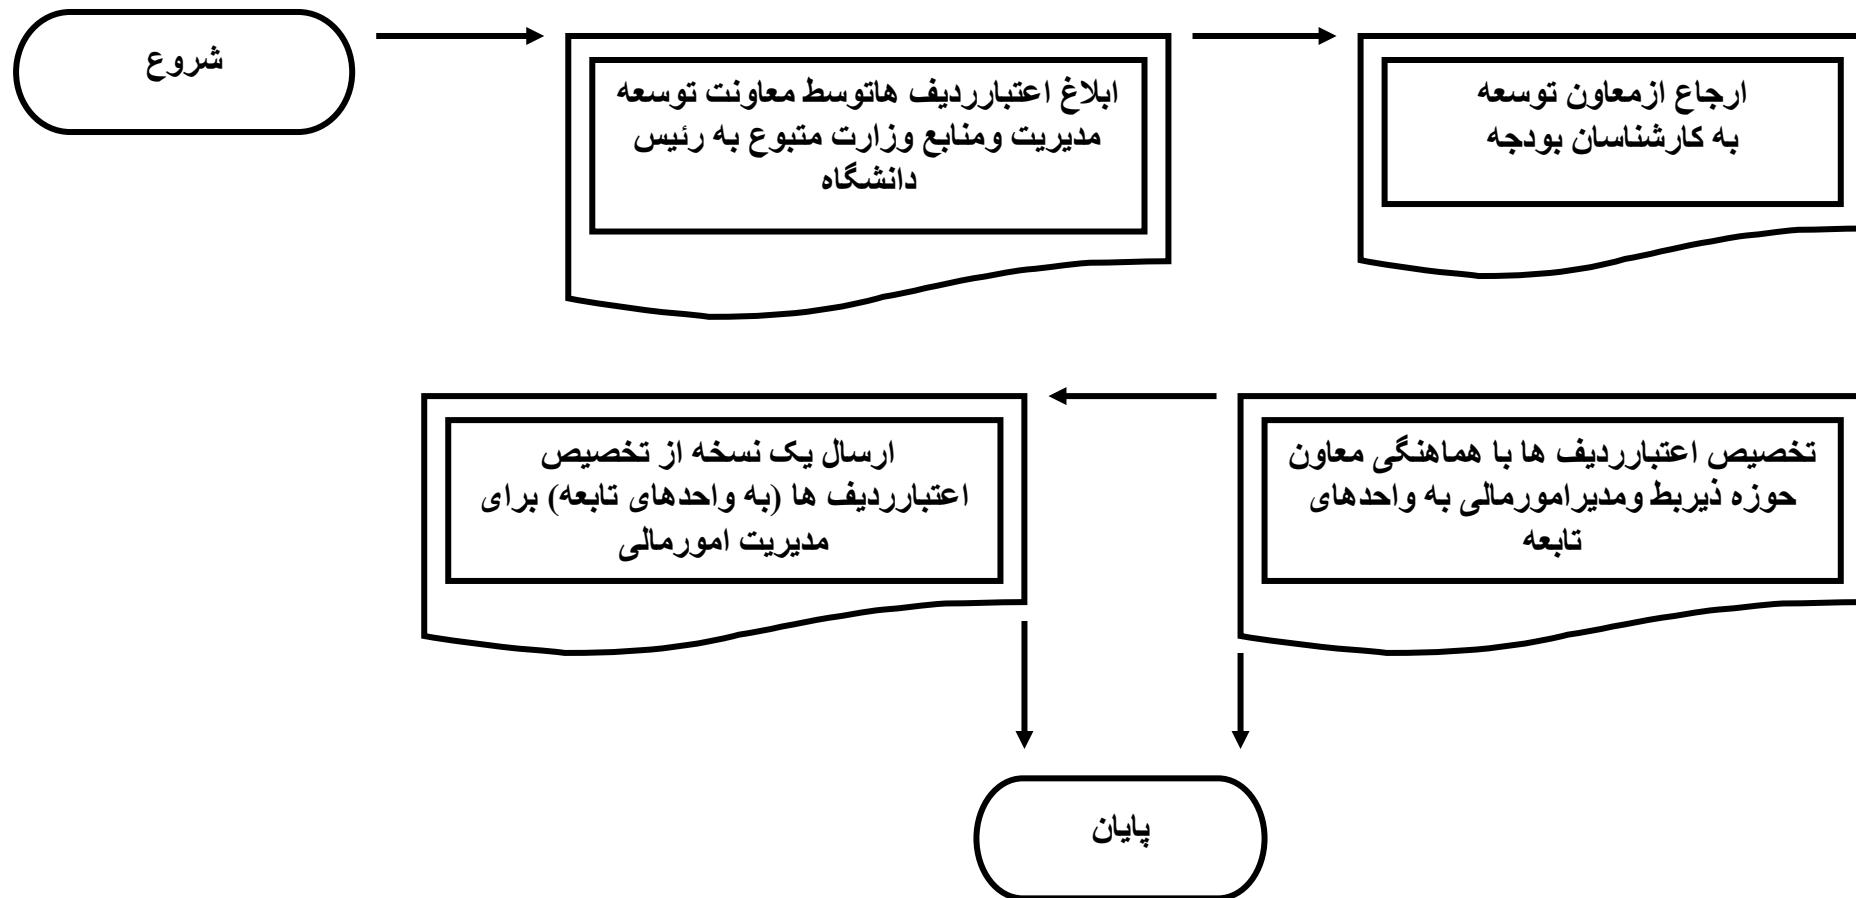 شروع
ابلاغ اعتبارردیف هاتوسط معاونت توسعه
مدیریت ومنابع وزارت متبوع به رئیس
دانشگاه
ارجاع ازمعاون توسعه
به کارشناسان بودجه
تخصیص اعتبارردیف ها با هماهنگی معاون
حوزه ذیربط ومدیرامورمالی به واحدهای
تابعه
ارسال یک نسخه از تخصیص
اعتبارردیف ها (به واحدهای تابعه) برای
مدیریت امورمالی
پایان